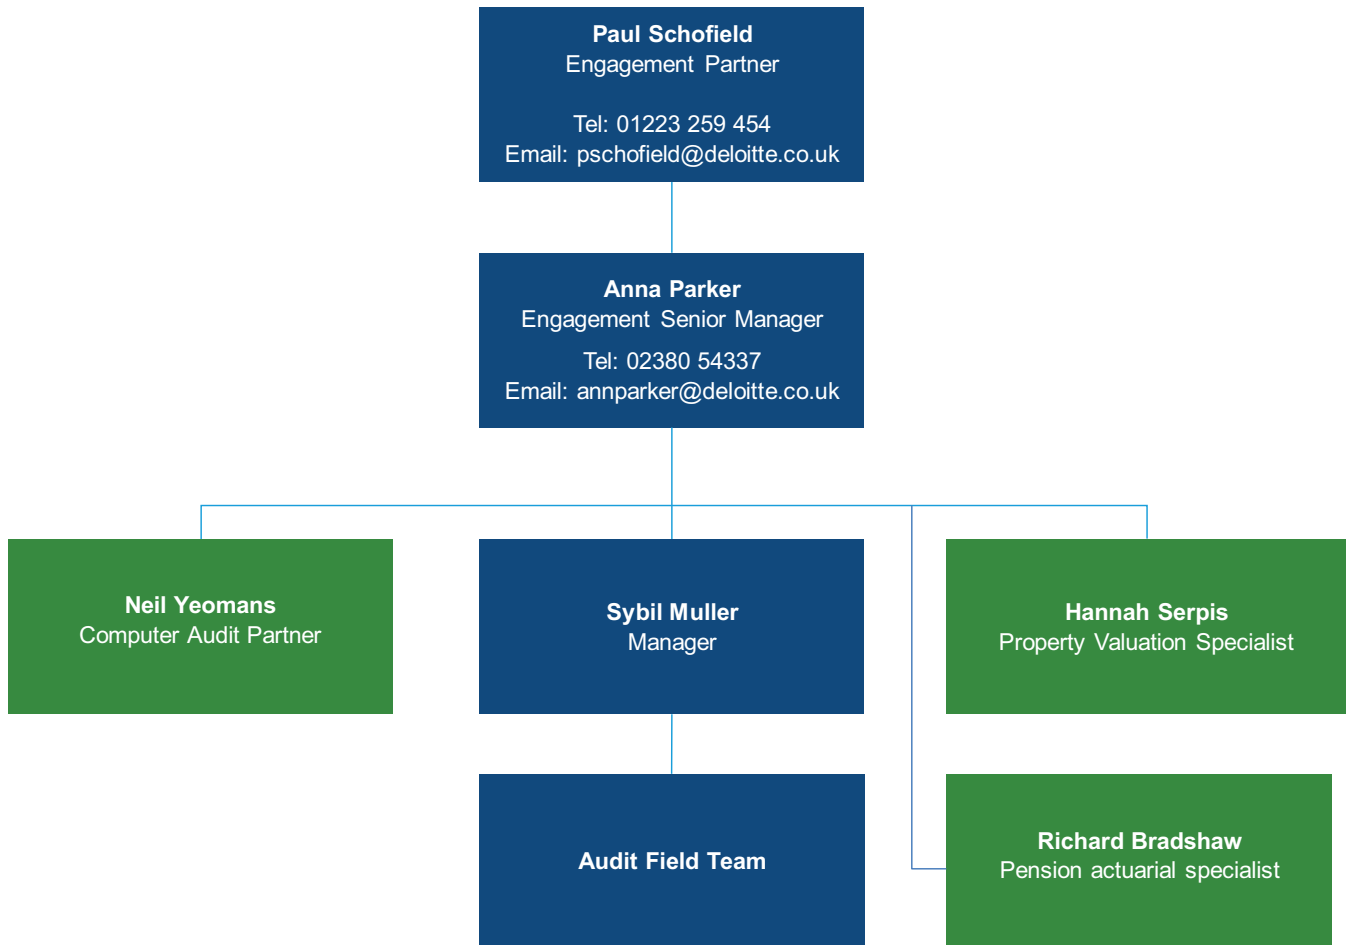 Paul Schofield
Engagement Partner
Tel: 01223 259 454
Email: pschofield@deloitte.co.uk
Anna Parker
Engagement Senior Manager
Tel: 02380 54337
Email: annparker@deloitte.co.uk
Neil Yeomans
Computer Audit Partner
Sybil Muller
Manager
Hannah Serpis
Property Valuation Specialist
Audit Field Team
Richard Bradshaw
Pension actuarial specialist